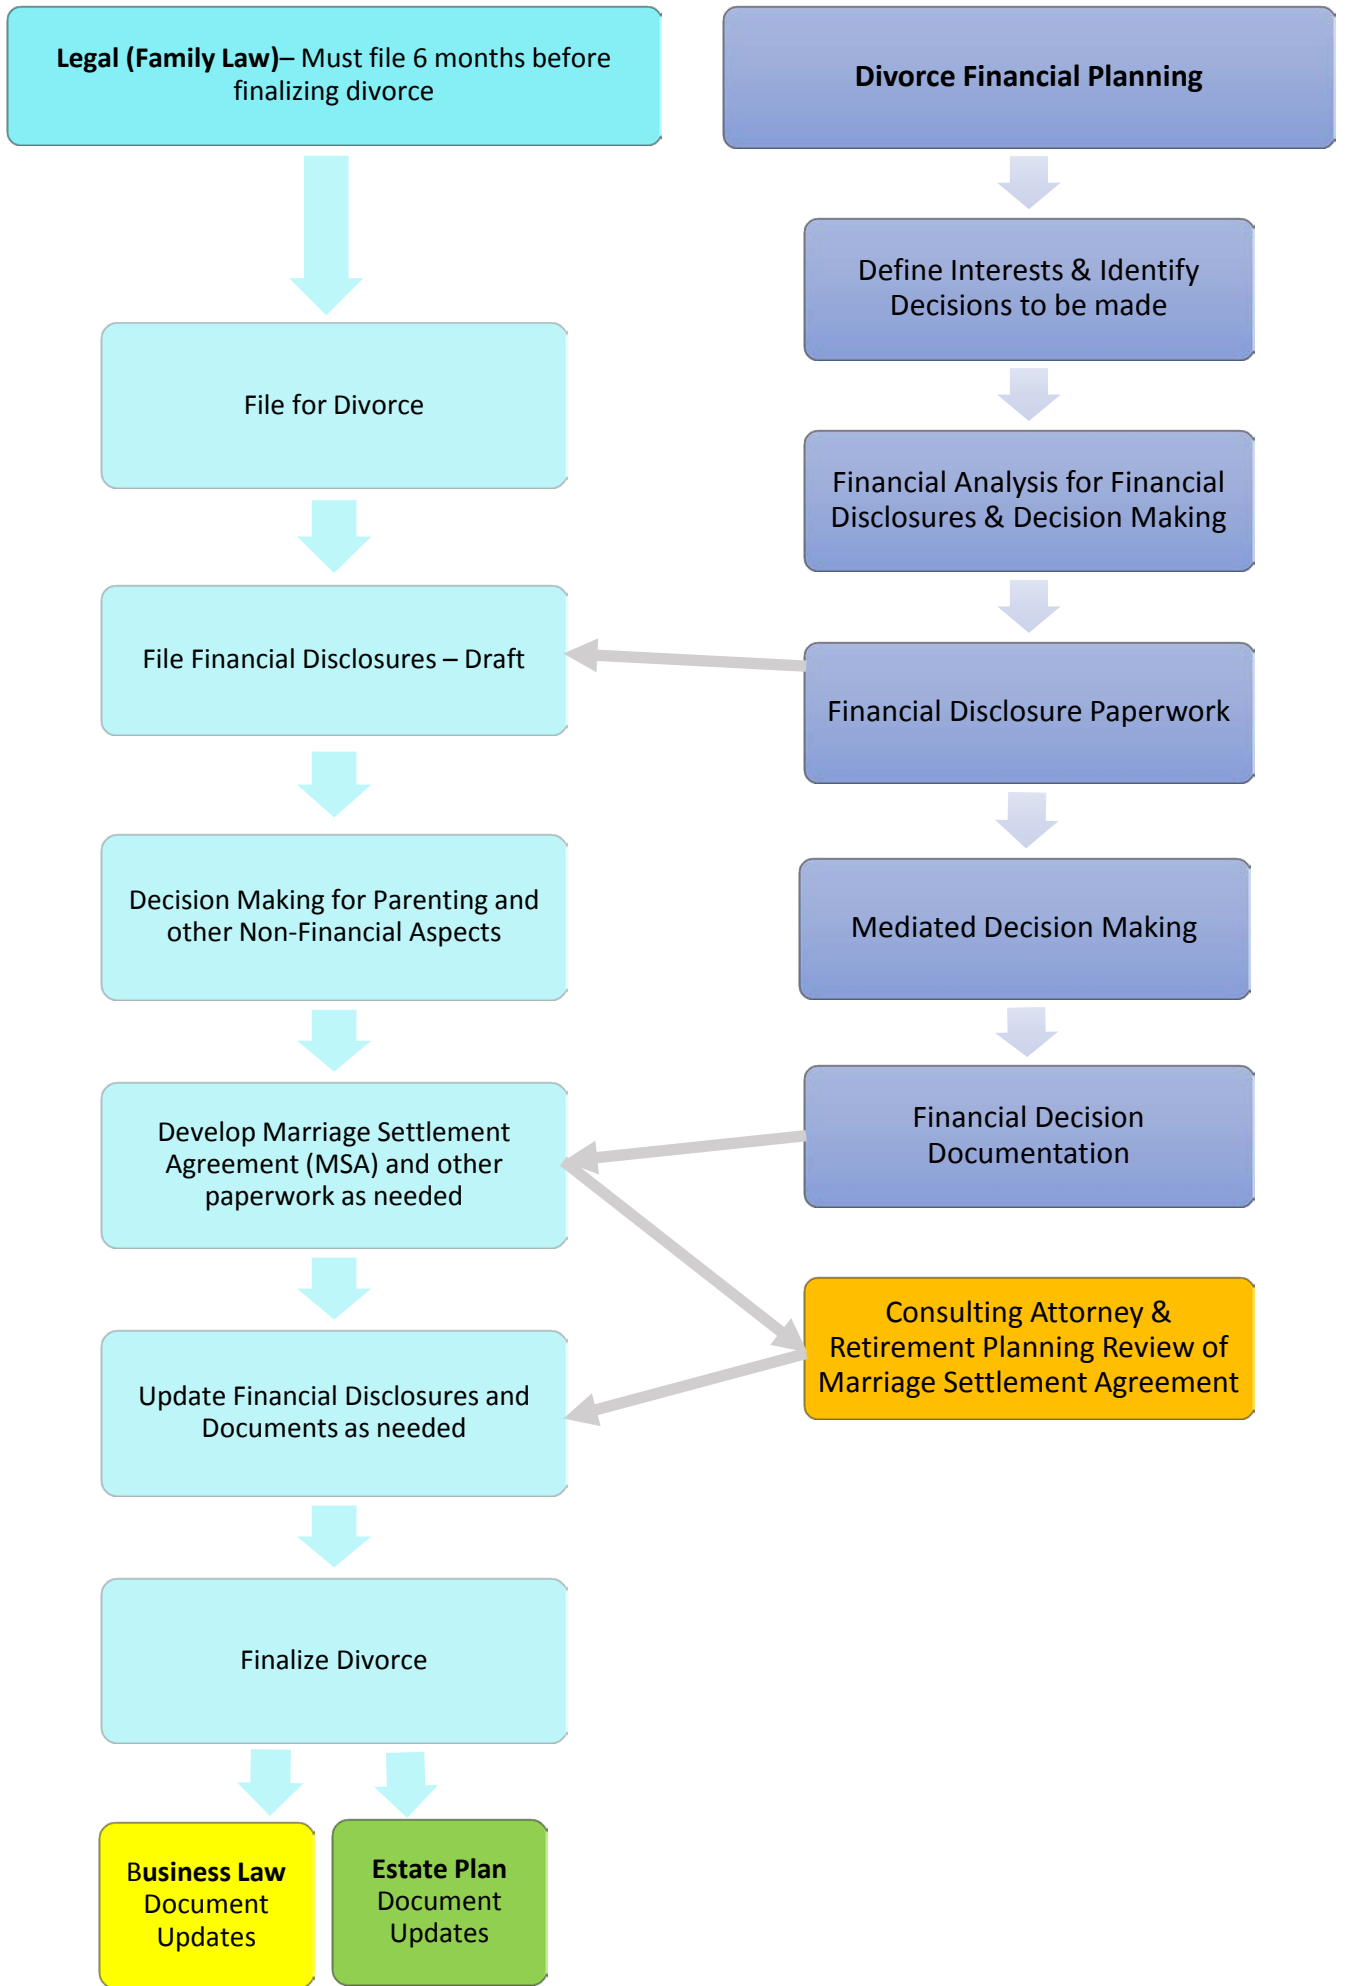 Legal (Family Law)– Must file 6 months before
finalizing divorce
Divorce Financial Planning
Define Interests & Identify
Decisions to be made
File for Divorce
Financial Analysis for Financial
Disclosures & Decision Making
File Financial Disclosures – Draft
Financial Disclosure Paperwork
Decision Making for Parenting and
other Non-Financial Aspects
Mediated Decision Making
Develop Marriage Settlement
Agreement (MSA) and other
paperwork as needed
Financial Decision
Documentation
Consulting Attorney &
Retirement Planning Review of
Marriage Settlement Agreement
Update Financial Disclosures and
Documents as needed
Finalize Divorce
Business Law
Document
Updates
Estate Plan
Document
Updates